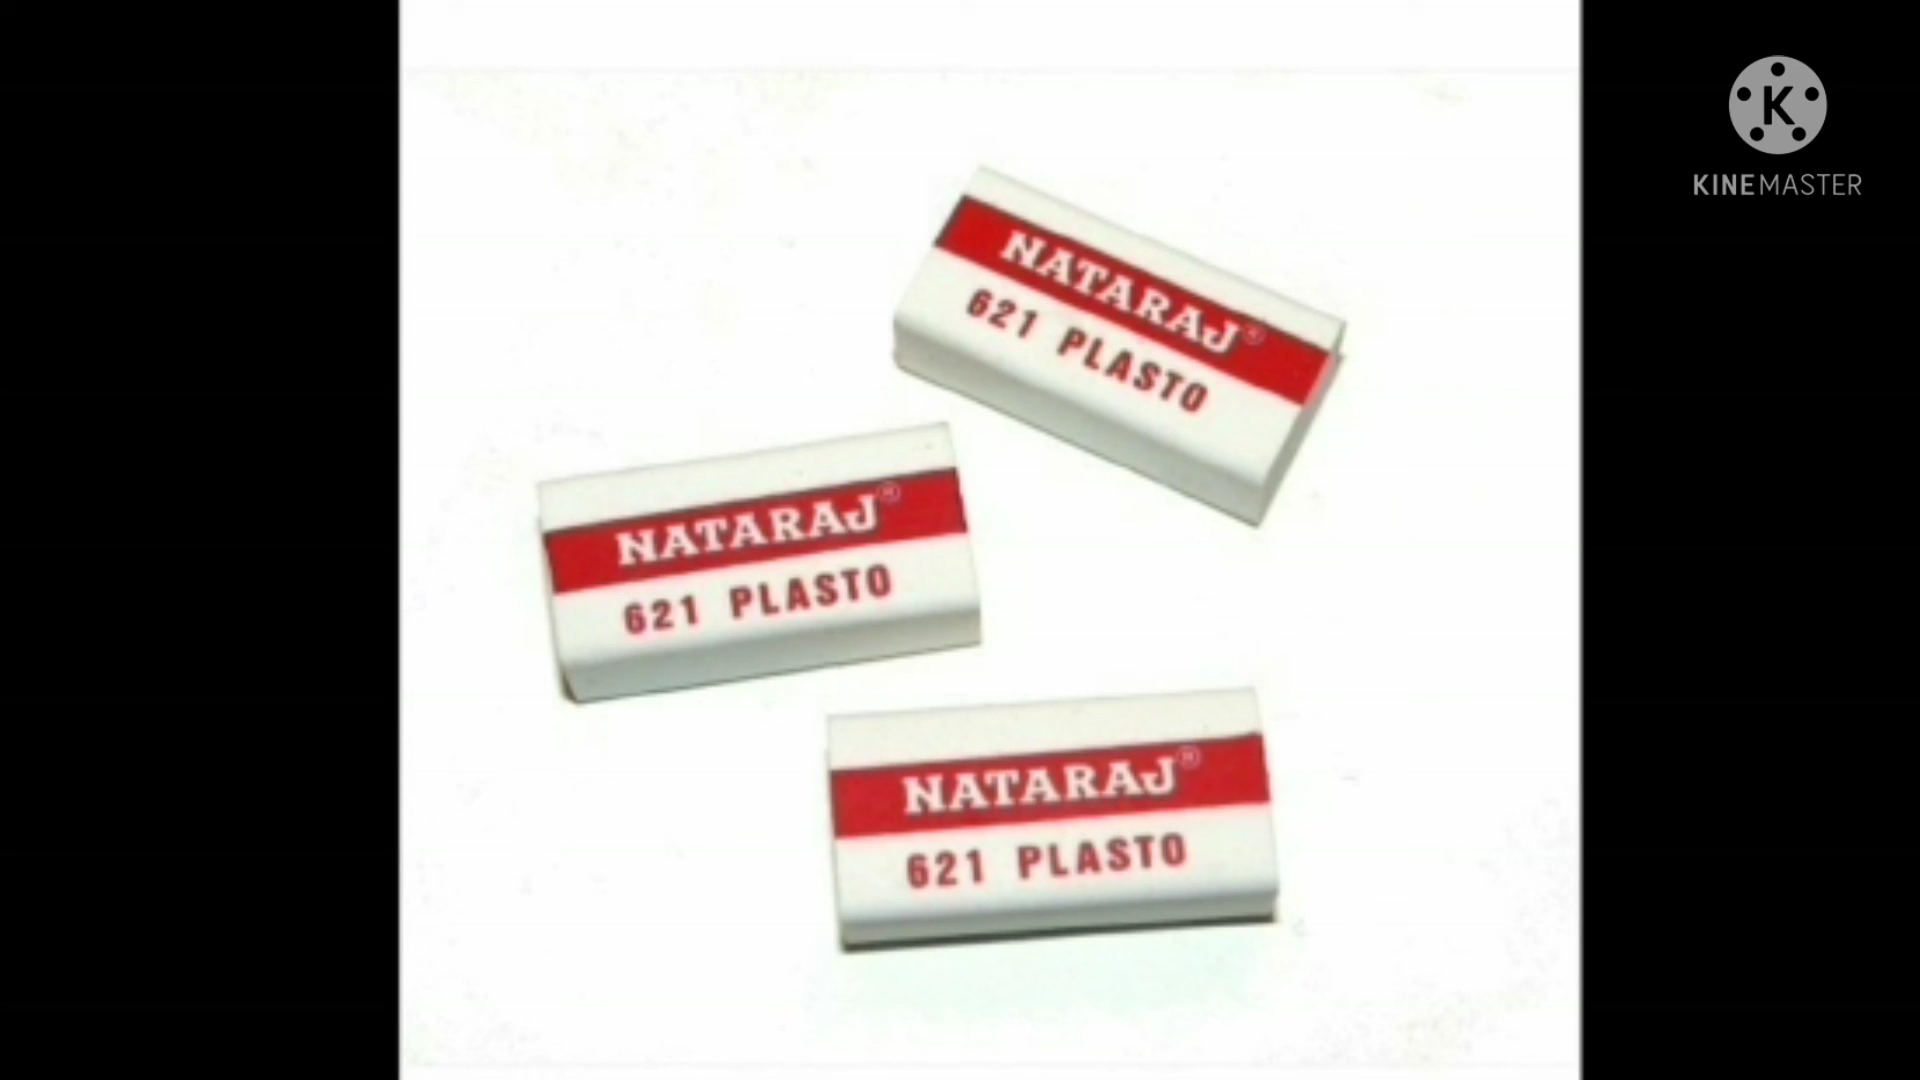 K
KINEMASTER
NATARAJ®
621 PLASTO
NATARAJ®
621 PLASTO
NATARAJ®
621 PLASTO